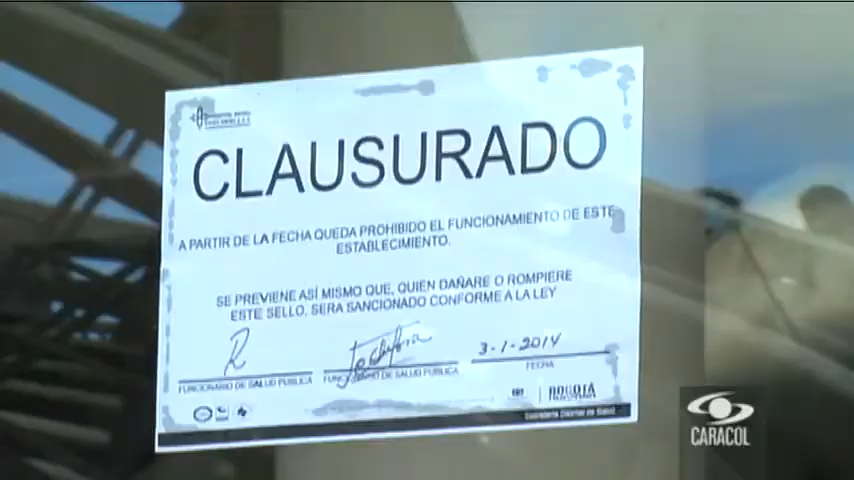 CLAUSURADO
A PARTIR DE LA FECHA QUEDA PROHIBIDO EL FUNCIONAMIENTO DE ESTE
ESTABLECIMIENTO.
SE PREVIENE ASÍ MISMO QUE, QUIEN DAÑARE O ROMPIERE
ESTE SELLO, SERA SANCIONADO CONFORME A LA LEY
3-1-2014
FUNCIONARIO DE SALUD PUBLICA
FUNCIONARIO DE SALUD PUBLICA
FECHA
BOGOTÁ
CARACOL